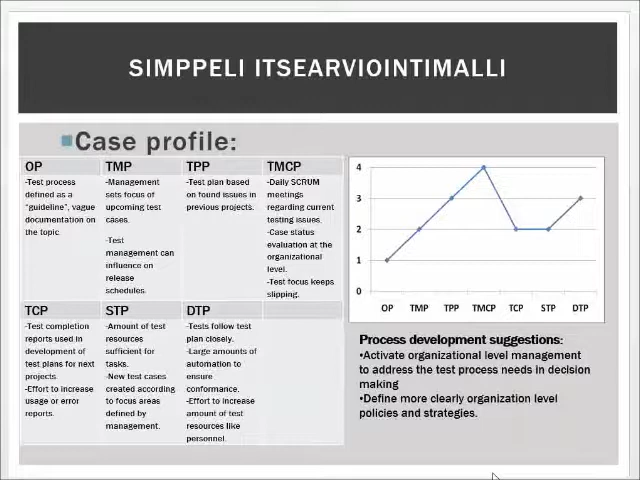 SIMPPELI ITSEARVIOINTIMALLI
Case profile:
OP
-Test process
defined as a
"guideline", vague
documentation on
the topic
TMP
-Management
sets focus of
upcoming test
cases.
-Test
management can
influence on
release
schedules.
TPP
-Test plan based
on found issues in
previous projects.
TMCP
-Daily SCRUM
meetings
regarding current
testing issues.
-Case status
evaluation at the
organizational
level.
-Test focus keeps
slipping.
TCP
-Test completion
reports used in
development of
test plans for next
projects
-Effort to increase
usage or error
reports.
STP
-Amount of test
resources
sufficient for
tasks.
-New test cases
created according
to focus areas
defined by
management.
DTP
-Tests follow test
plan closely.
-Large amounts of
automation to
ensure
conformance.
-Effort to increase
amount of test
resources like
personnel.
4
3
2
1
0
OP TMP TPP TMCP TCP STP DTP
Process development suggestions:
•Activate organizational level management
to address the test process needs in decision
making
•Define more clearly organization level
policies and strategies.